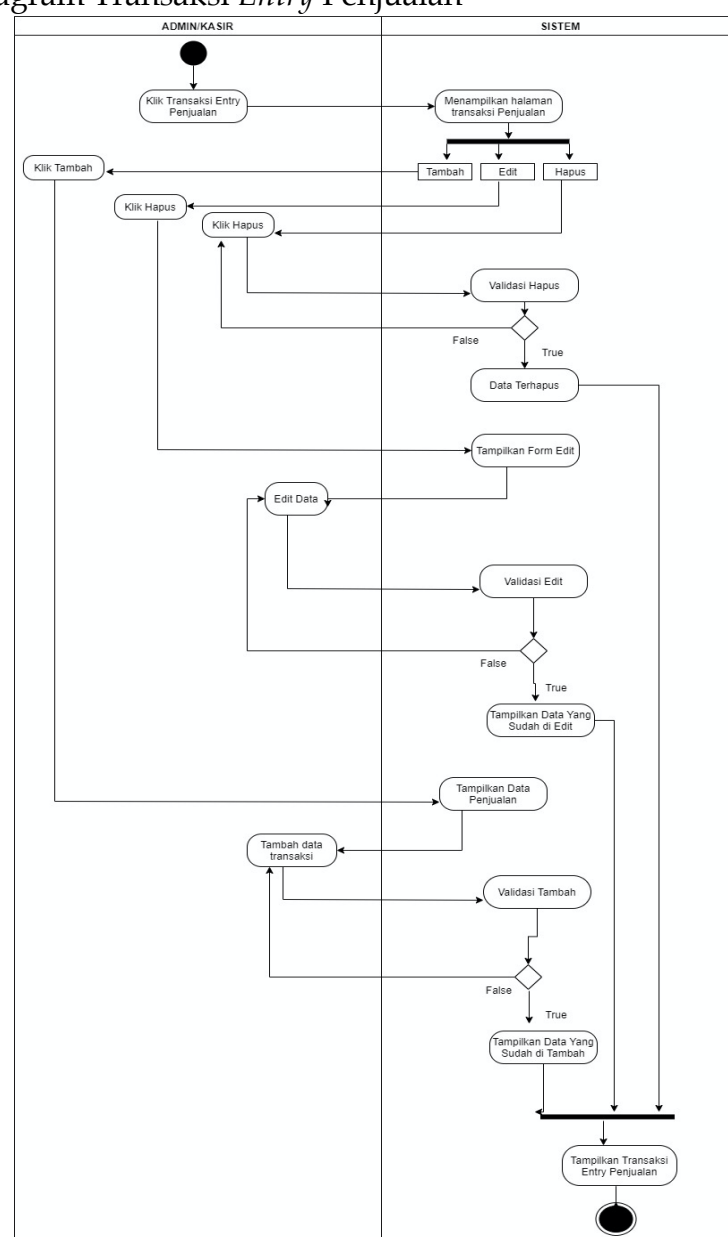 Diagram Transaksi Entry Penjualan
ADMIN/KASIR
SISTEM
Klik Transaksi Entry
Penjualan
Menampilkan halaman
transaksi Penjualan
Klik Tambah
Tambah
Edit
Hapus
Klik Hapus
Klik Hapus
Validasi Hapus
False
True
Data Terhapus
Tampilkan Form Edit
Edit Data
Validasi Edit
False
True
Tampilkan Data Yang
Sudah di Edit
Tampilkan Data
Penjualan
Tambah data
transaksi
Validasi Tambah
False
True
Tampilkan Data Yang
Sudah di Tambah
Tampilkan Transaksi
Entry Penjualan